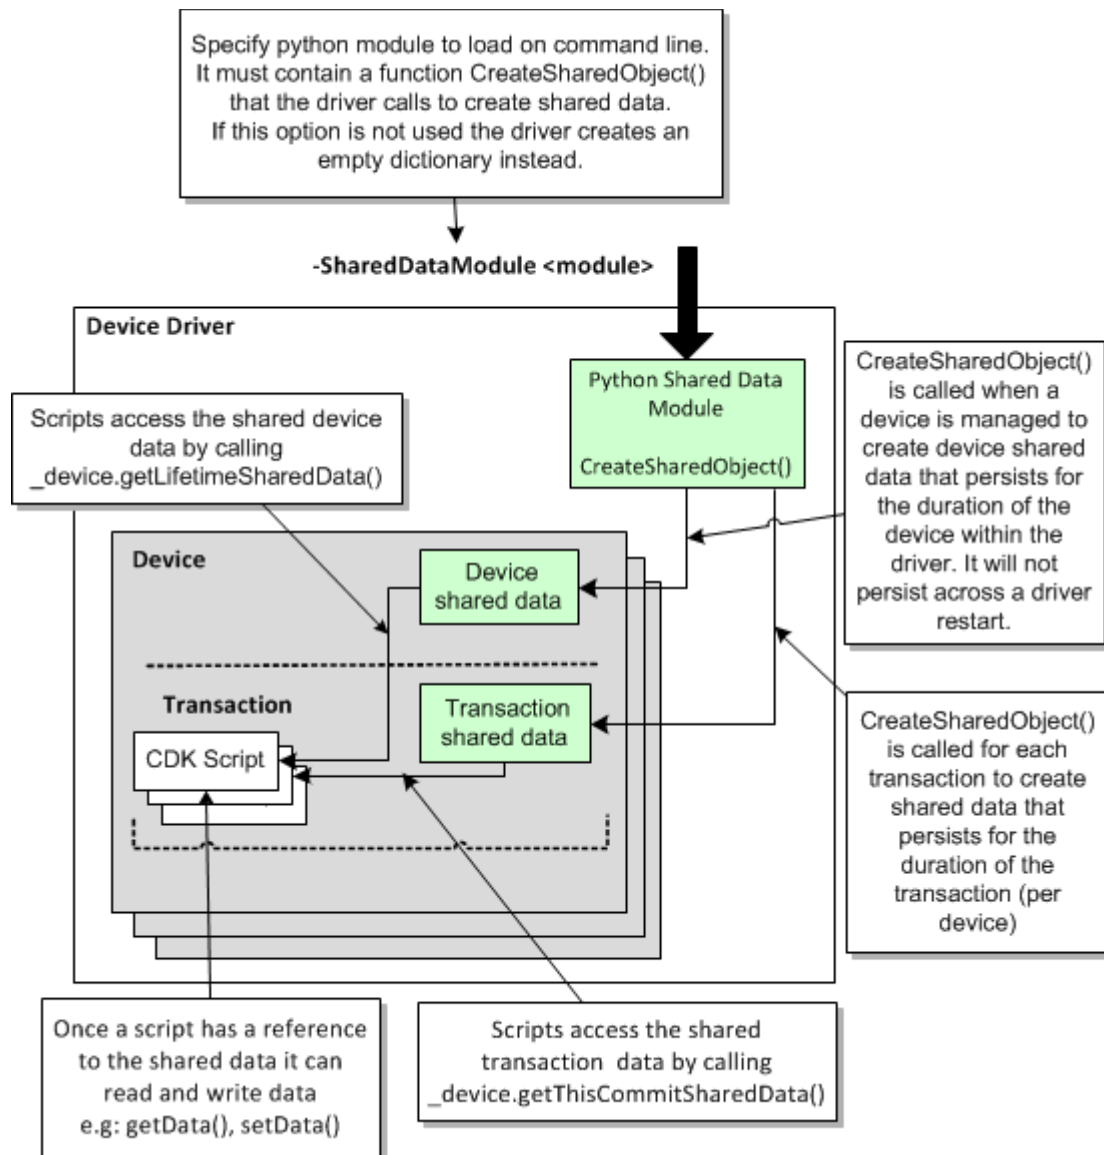 Specify python module to load on command line.
It must contain a function CreateSharedObject()
that the driver calls to create shared data.
If this option is not used the driver creates an
empty dictionary instead.
-SharedDataModule <module>
Device Driver
Python Shared Data
Module
CreateSharedObject()
CreateSharedObject()
is called when a
device is managed to
create device shared
data that persists for
the duration of the
device within the
driver. It will not
persist across a driver
restart.
Scripts access the shared device
data by calling
_device.getLifetimeSharedData()
Device
Device
shared data
Transaction
Transaction
shared data
CDK Script
CreateSharedObject()
is called for each
transaction to create
shared data that
persists for the
duration of the
transaction (per
device)
Once a script has a reference
to the shared data it can
read and write data
e.g: getData(), setData()
Scripts access the shared
transaction  data by calling
_device.getThisCommitSharedData()